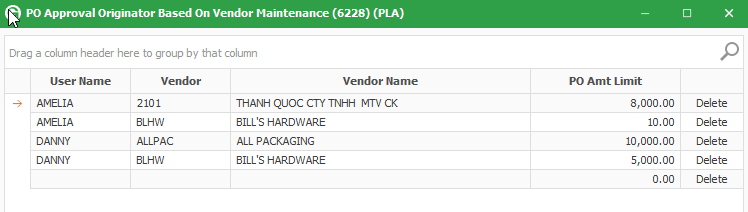 PO Approval Originator Based On Vendor Maintenance (6228) (PLA)
Drag a column header here to group by that column
User Name Vendor Vendor Name PO Amt Limit
AMELIA 2101 THANH QUOC CTY TNHH  MTV CK 8,000.00 Delete
AMELIA BLHW BILL'S HARDWARE 10.00 Delete
DANNY ALLPAC ALL PACKAGING 10,000.00 Delete
DANNY BLHW BILL'S HARDWARE 5,000.00 Delete
0.00 Delete